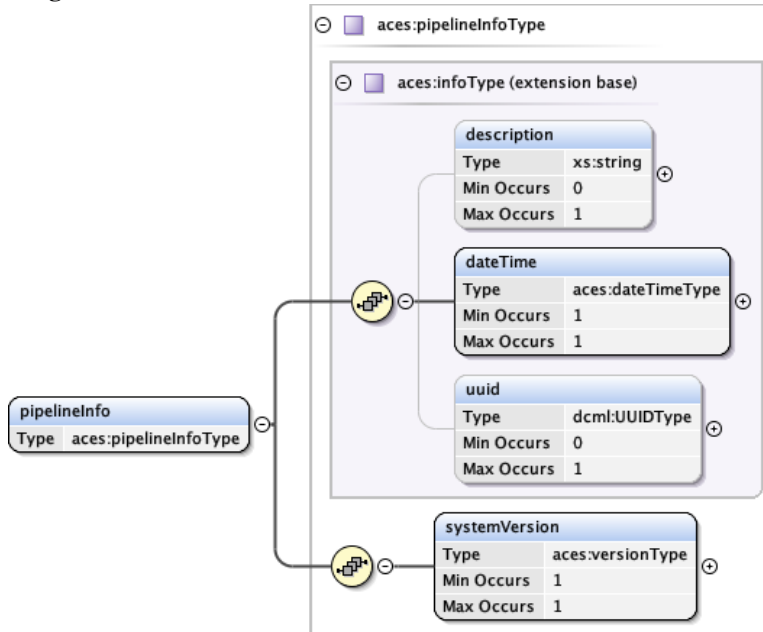 aces:pipelineInfoType
aces:infoType (extension base)
description
Type xs:string
Min Occurs 0
Max Occurs 1
dateTime
Type aces:dateTimeType
Min Occurs 1
Max Occurs 1
uuid
Type dcml:UUIDType
Min Occurs 0
Max Occurs 1
pipelineInfo
Type aces:pipelineInfoType
systemVersion
Type aces:versionType
Min Occurs 1
Max Occurs 1